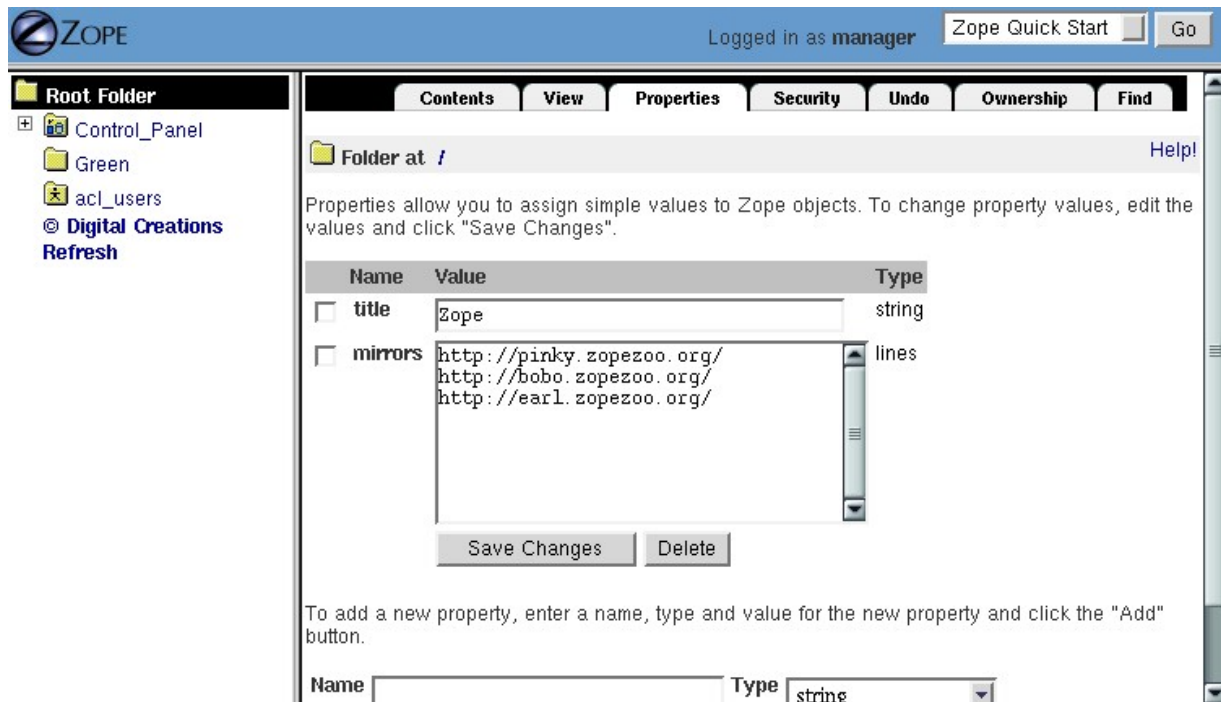 ZOPE
Logged in as manager
Zope Quick Start
Go
Root Folder
Control_Panel
Green
acl_users
© Digital Creations
Refresh
Contents View Properties Security Undo Ownership Find
Folder at /
Help!
Properties allow you to assign simple values to Zope objects. To change property values, edit the
values and click "Save Changes".
Name Value Type
title Zope string
mirrors http://pinky.zopezoo.org/ lines
http://bobo.zopezoo.org/
http://earl.zopezoo.org/
Save Changes Delete
To add a new property, enter a name, type and value for the new property and click the "Add"
button.
Name Type string